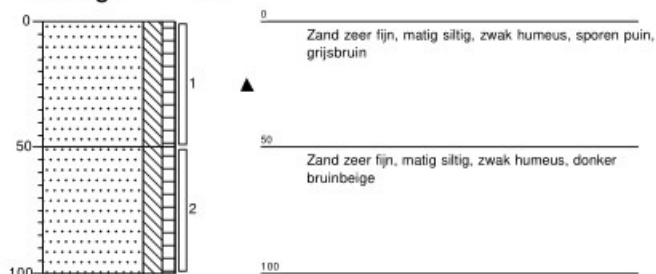 0
0
Zand zeer fijn, matig siltig, zwak humeus, sporen puin,
grijsbruin
1
50
50
Zand zeer fijn, matig siltig, zwak humeus, donker
bruinbeige
2
100
100